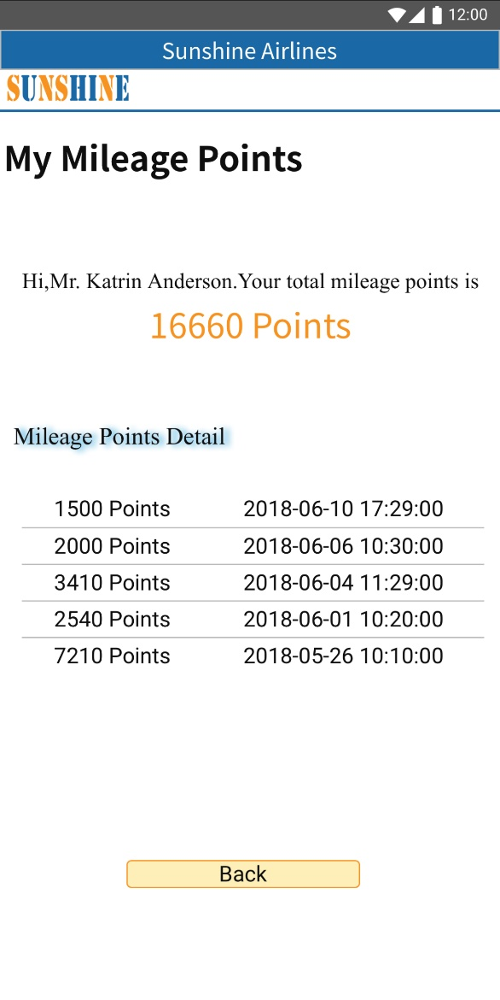 12:00
Sunshine Airlines
SUNSHINE
My Mileage Points
Hi,Mr. Katrin Anderson.Your total mileage points is
16660 Points
Mileage Points Detail
1500 Points 2018-06-10 17:29:00
2000 Points 2018-06-06 10:30:00
3410 Points 2018-06-04 11:29:00
2540 Points 2018-06-01 10:20:00
7210 Points 2018-05-26 10:10:00
Back